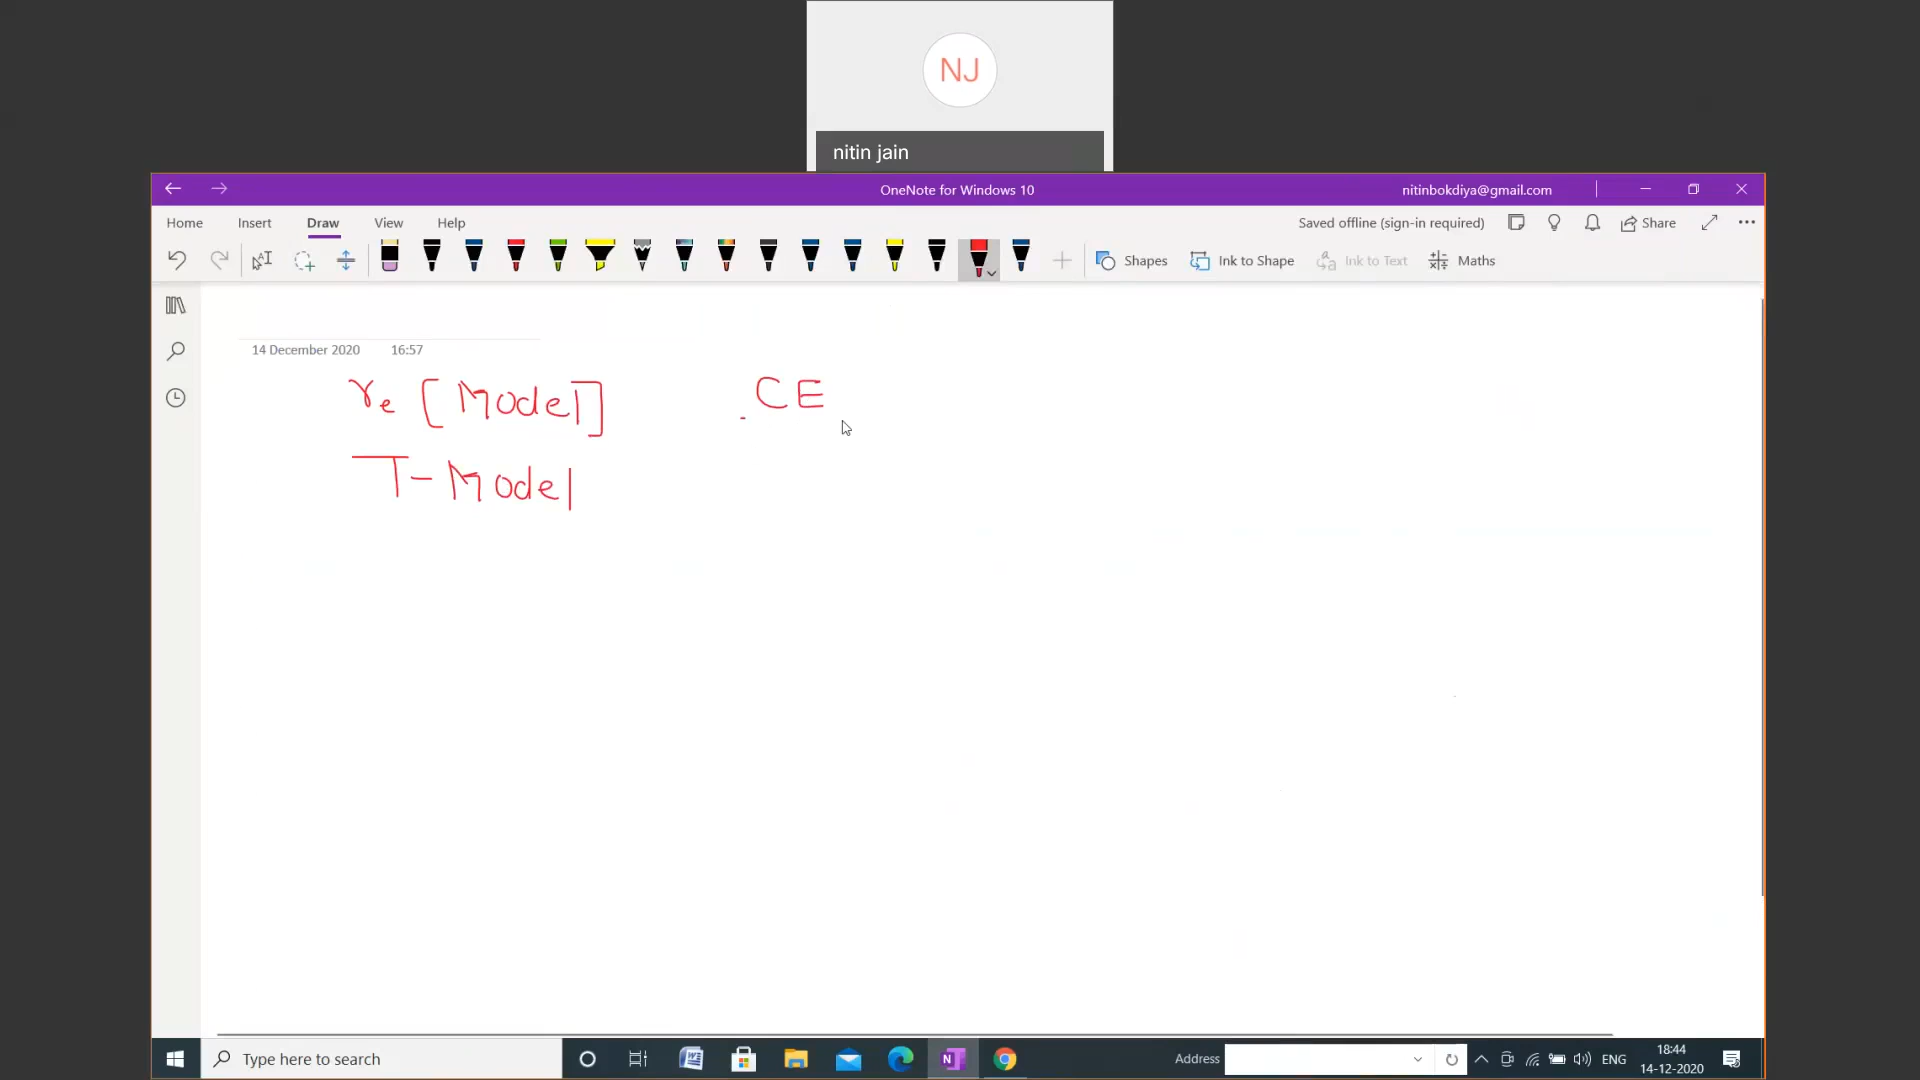 NJ
nitin jain
OneNote for Windows 10
nitinbokdiya@gmail.com
Home Insert Draw View Help
Saved offline (sign-in required) Share
Shapes Ink to Shape Ink to Text Maths
14 December 2020 16:57
re [Model] .CE
T-Model
Type here to search
Address
ENG
18:44
14-12-2020